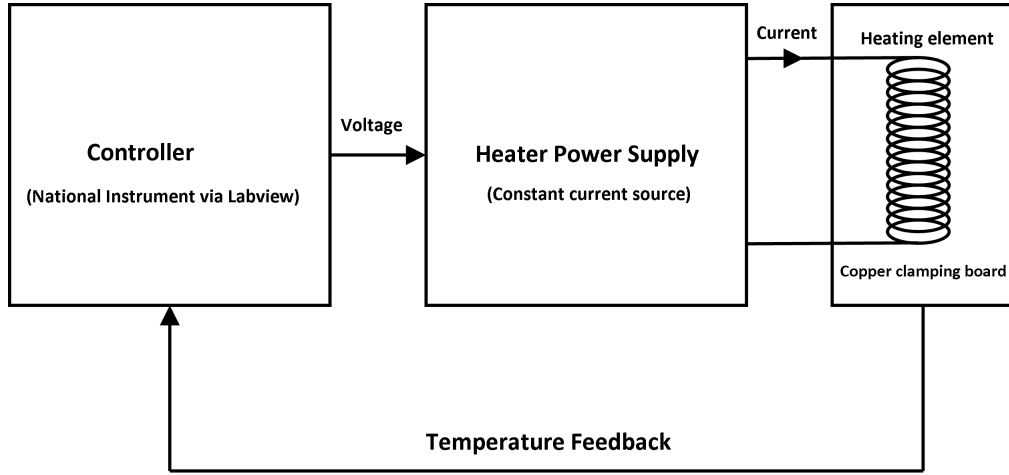 Controller
(National Instrument via Labview)
Voltage
Heater Power Supply
(Constant current source)
Current
Heating element
Copper clamping board
Temperature Feedback